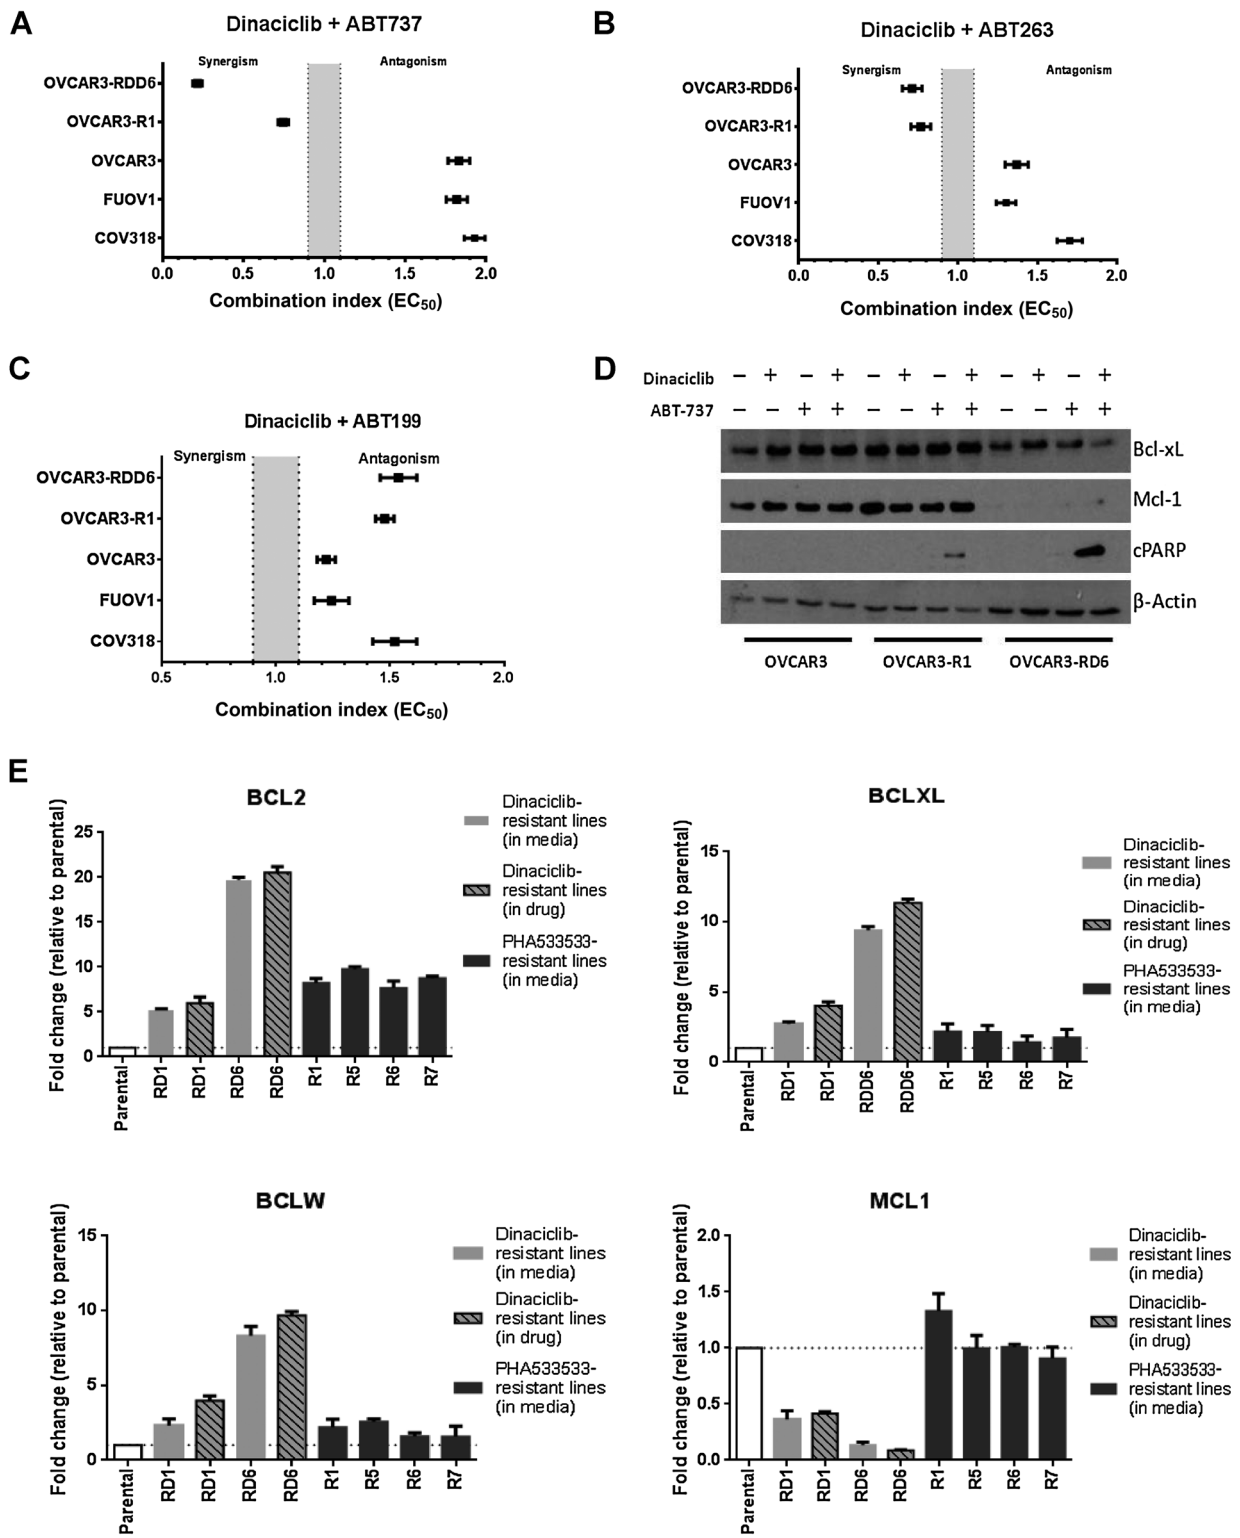 A
Dinaciclib + ABT737
Synergism
Antagonism
OVCAR3-RDD6
OVCAR3-R1
OVCAR3
FUOV1
COV318
0.0
0.5
1.0
1.5
2.0
Combination index (EC50)
B
Dinaciclib + ABT263
Synergism
Antagonism
OVCAR3-RDD6
OVCAR3-R1
OVCAR3
FUOV1
COV318
0.0
0.5
1.0
1.5
2.0
Combination index (EC50)
C
Dinaciclib + ABT199
Synergism
Antagonism
OVCAR3-RDD6
OVCAR3-R1
OVCAR3
FUOV1
COV318
0.5
1.0
1.5
2.0
Combination index (EC50)
D
Dinaciclib − + − + − + − + − + − +
ABT-737 − − + + − − + + − − + +
Bcl-xL
Mcl-1
cPARP
β-Actin
OVCAR3
OVCAR3-R1
OVCAR3-RD6
E
BCL2
Fold change (relative to parental)
25
20
15
10
5
0
Parental
RD1
RD1
RD6
RD6
R1
R5
R6
R7
Dinaciclib-
resistant lines
(in media)
Dinaciclib-
resistant lines
(in drug)
PHA533533-
resistant lines
(in media)
BCLXL
Fold change (relative to parental)
15
10
5
0
Parental
RD1
RD1
RDD6
RDD6
R1
R5
R6
R7
Dinaciclib-
resistant lines
(in media)
Dinaciclib-
resistant lines
(in drug)
PHA533533-
resistant lines
(in media)
BCLW
Fold change (relative to parental)
15
10
5
0
Parental
RD1
RD1
RD6
RD6
R1
R5
R6
R7
Dinaciclib-
resistant lines
(in media)
Dinaciclib-
resistant lines
(in drug)
PHA533533-
resistant lines
(in media)
MCL1
Fold change (relative to parental)
2.0
1.5
1.0
0.5
0.0
Parental
RD1
RD1
RD6
RD6
R1
R5
R6
R7
Dinaciclib-
resistant lines
(in media)
Dinaciclib-
resistant lines
(in drug)
PHA533533-
resistant lines
(in media)